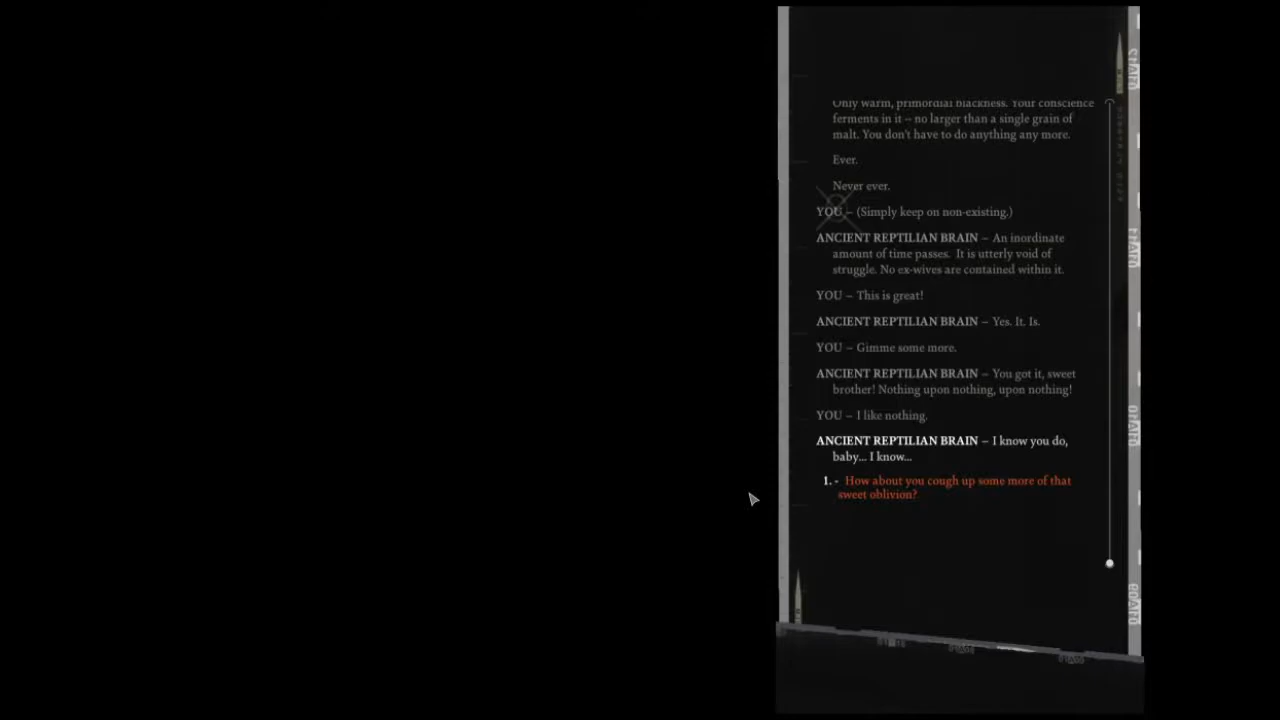 Only warm, primordial blackness. Your conscience
ferments in it – no larger than a single grain of
malt. You don't have to do anything any more.
Ever.
Never ever.
YOU – (Simply keep on non-existing.)
ANCIENT REPTILIAN BRAIN – An inordinate
amount of time passes. It is utterly void of
struggle. No ex-wives are contained within it.
YOU – This is great!
ANCIENT REPTILIAN BRAIN – Yes. It. Is.
YOU – Gimme some more.
ANCIENT REPTILIAN BRAIN – You got it, sweet
brother! Nothing upon nothing, upon nothing!
YOU – I like nothing.
ANCIENT REPTILIAN BRAIN – I know you do,
baby... I know...
1. - How about you cough up some more of that
sweet oblivion?